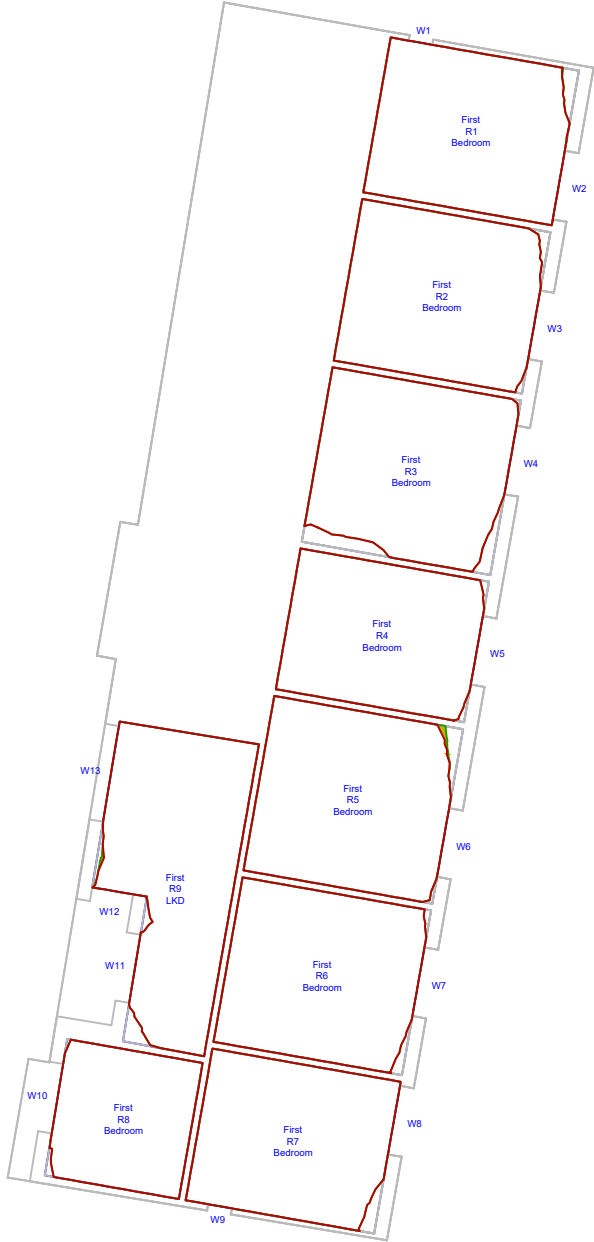 W1
First
R1
Bedroom
W2
First
R2
Bedroom
W3
First
R3
Bedroom
W4
First
R4
Bedroom
W5
W13
First
R5
Bedroom
W6
First
R9
LKD
W12
W11
First
R6
Bedroom
W7
W10
First
R8
Bedroom
First
R7
Bedroom
W8
W9